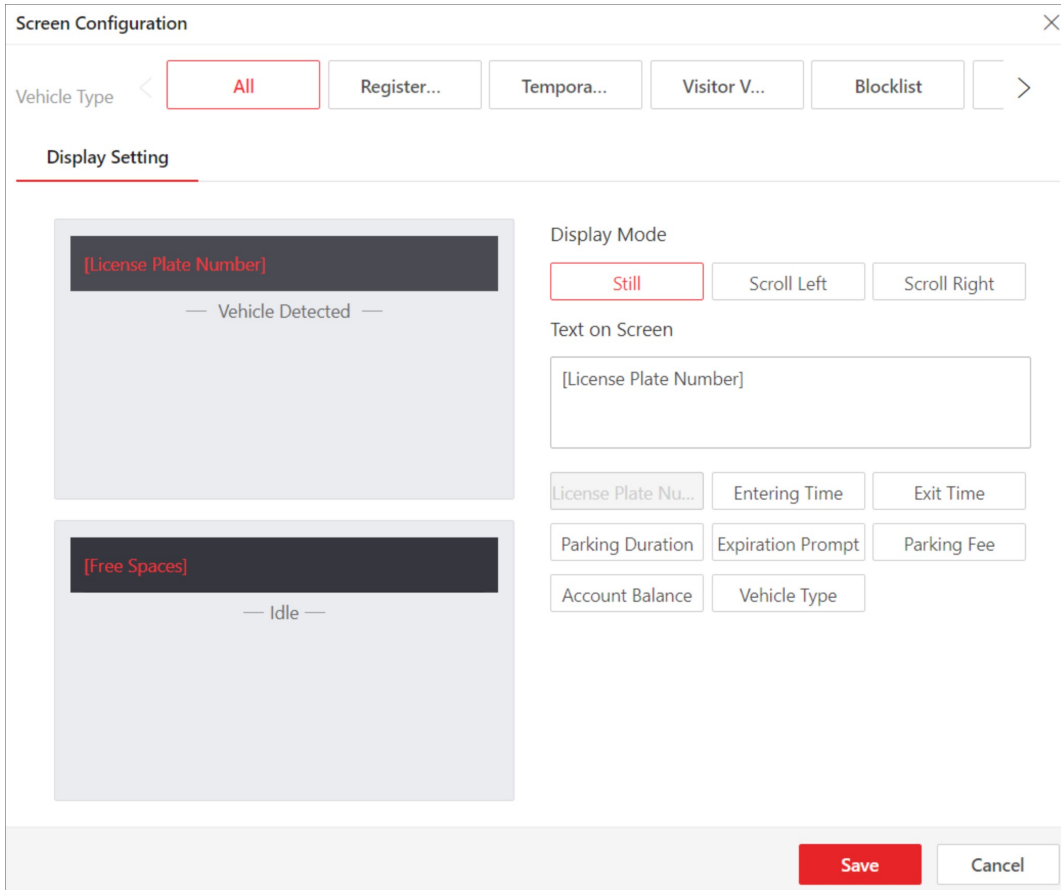 Screen Configuration
Vehicle Type
All
Register...
Tempora...
Visitor V...
Blocklist
Display Setting
[License Plate Number]
— Vehicle Detected —
[Free Spaces]
— Idle —
Display Mode
Still
Scroll Left
Scroll Right
Text on Screen
[License Plate Number]
License Plate Nu...
Entering Time
Exit Time
Parking Duration
Expiration Prompt
Parking Fee
Account Balance
Vehicle Type
Save
Cancel